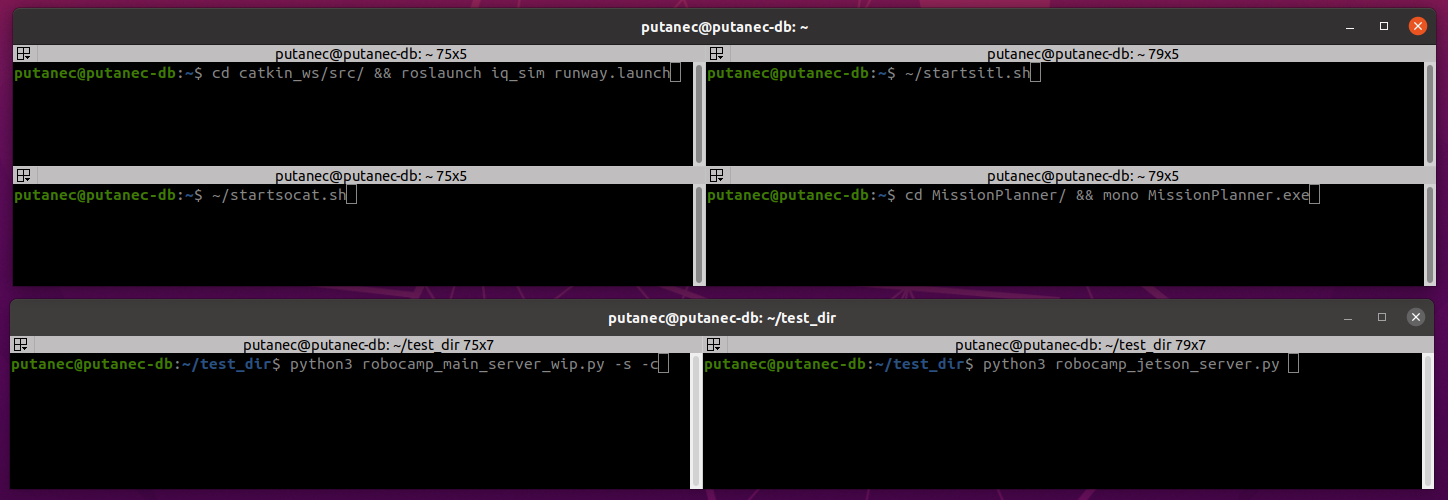 putanec@putanec-db: ~
putanec@putanec-db: ~ 75x5
putanec@putanec-db:~$ cd catkin_ws/src/ && roslaunch iq_sim runway.launch
putanec@putanec-db: ~ 79x5
putanec@putanec-db:~$ ~/startsitl.sh
putanec@putanec-db: ~ 75x5
putanec@putanec-db:~$ ~/startsocat.sh
putanec@putanec-db: ~ 79x5
putanec@putanec-db:~$ cd MissionPlanner/ && mono MissionPlanner.exe
putanec@putanec-db: ~/test_dir
putanec@putanec-db: ~/test_dir 75x7
putanec@putanec-db:~/test_dir$ python3 robocamp_main_server_wip.py -s -c
putanec@putanec-db: ~/test_dir 79x7
putanec@putanec-db:~/test_dir$ python3 robocamp_jetson_server.py